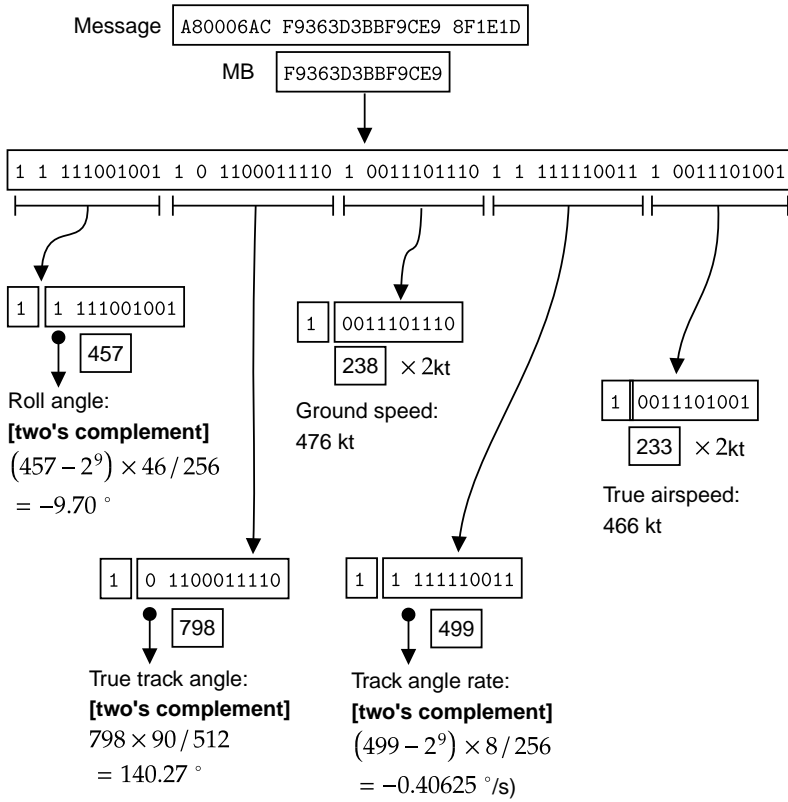 Message A80006AC F9363D3BBF9CE9 8F1E1D
MB F9363D3BBF9CE9
1 1 111001001 1 0 1100011110 1 0011101110 1 1 111110011 1 0011101001
1 1 111001001
457
Roll angle:
[two's complement]
(457 − 2⁹) × 46 / 256
= −9.70 °
1 0011101110
238 × 2kt
Ground speed:
476 kt
1 0011101001
233 × 2kt
True airspeed:
466 kt
1 0 1100011110
798
True track angle:
[two's complement]
798 × 90 / 512
= 140.27 °
1 1 111110011
499
Track angle rate:
[two's complement]
(499 − 2⁹) × 8 / 256
= −0.40625 °/s)